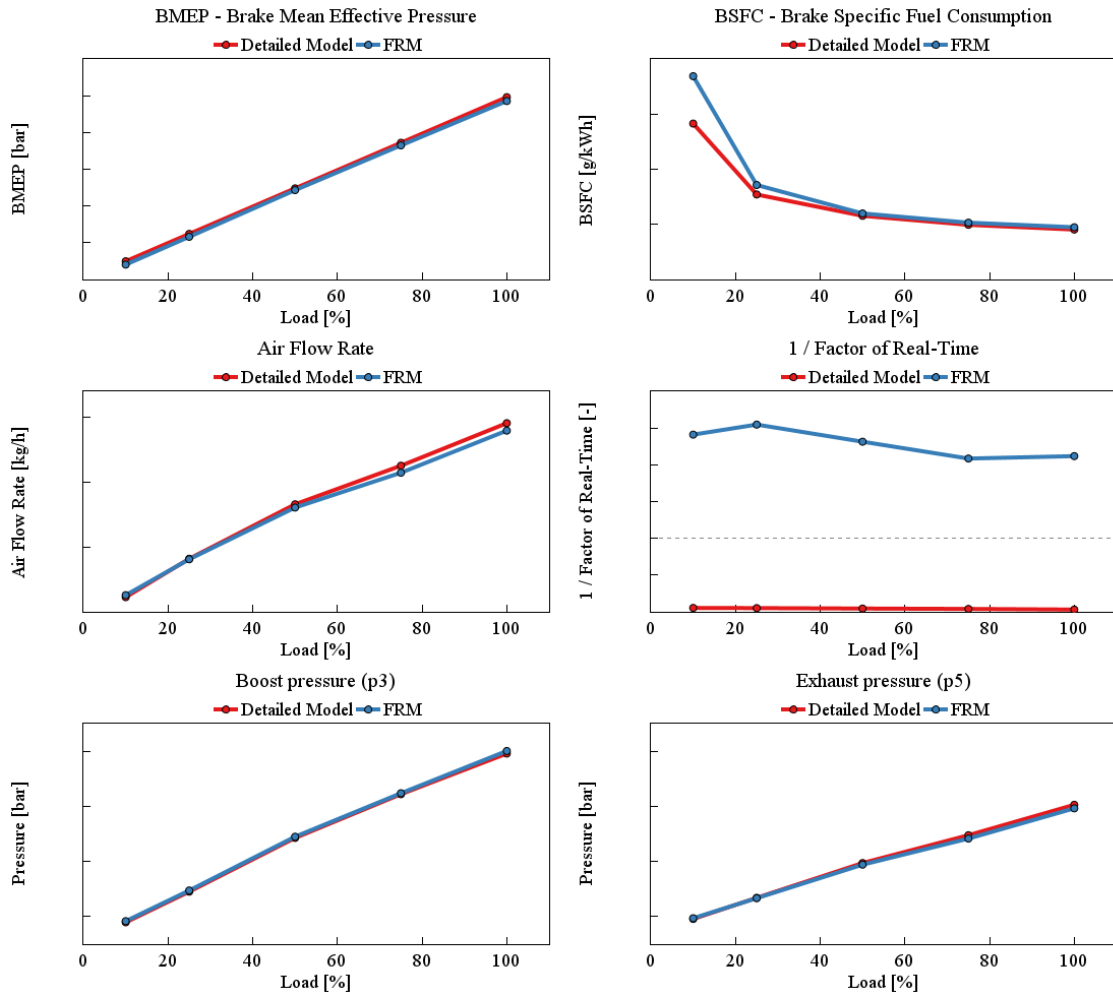 BMEP - Brake Mean Effective Pressure
Detailed Model FRM
BMEP [bar]
0 20 40 60 80 100
Load [%]
BSFC - Brake Specific Fuel Consumption
Detailed Model FRM
BSFC [g/kWh]
0 20 40 60 80 100
Load [%]
Air Flow Rate
Detailed Model FRM
Air Flow Rate [kg/h]
0 20 40 60 80 100
Load [%]
1 / Factor of Real-Time
Detailed Model FRM
1 / Factor of Real-Time [-]
0 20 40 60 80 100
Load [%]
Boost pressure (p3)
Detailed Model FRM
Pressure [bar]
0 20 40 60 80 100
Load [%]
Exhaust pressure (p5)
Detailed Model FRM
Pressure [bar]
0 20 40 60 80 100
Load [%]